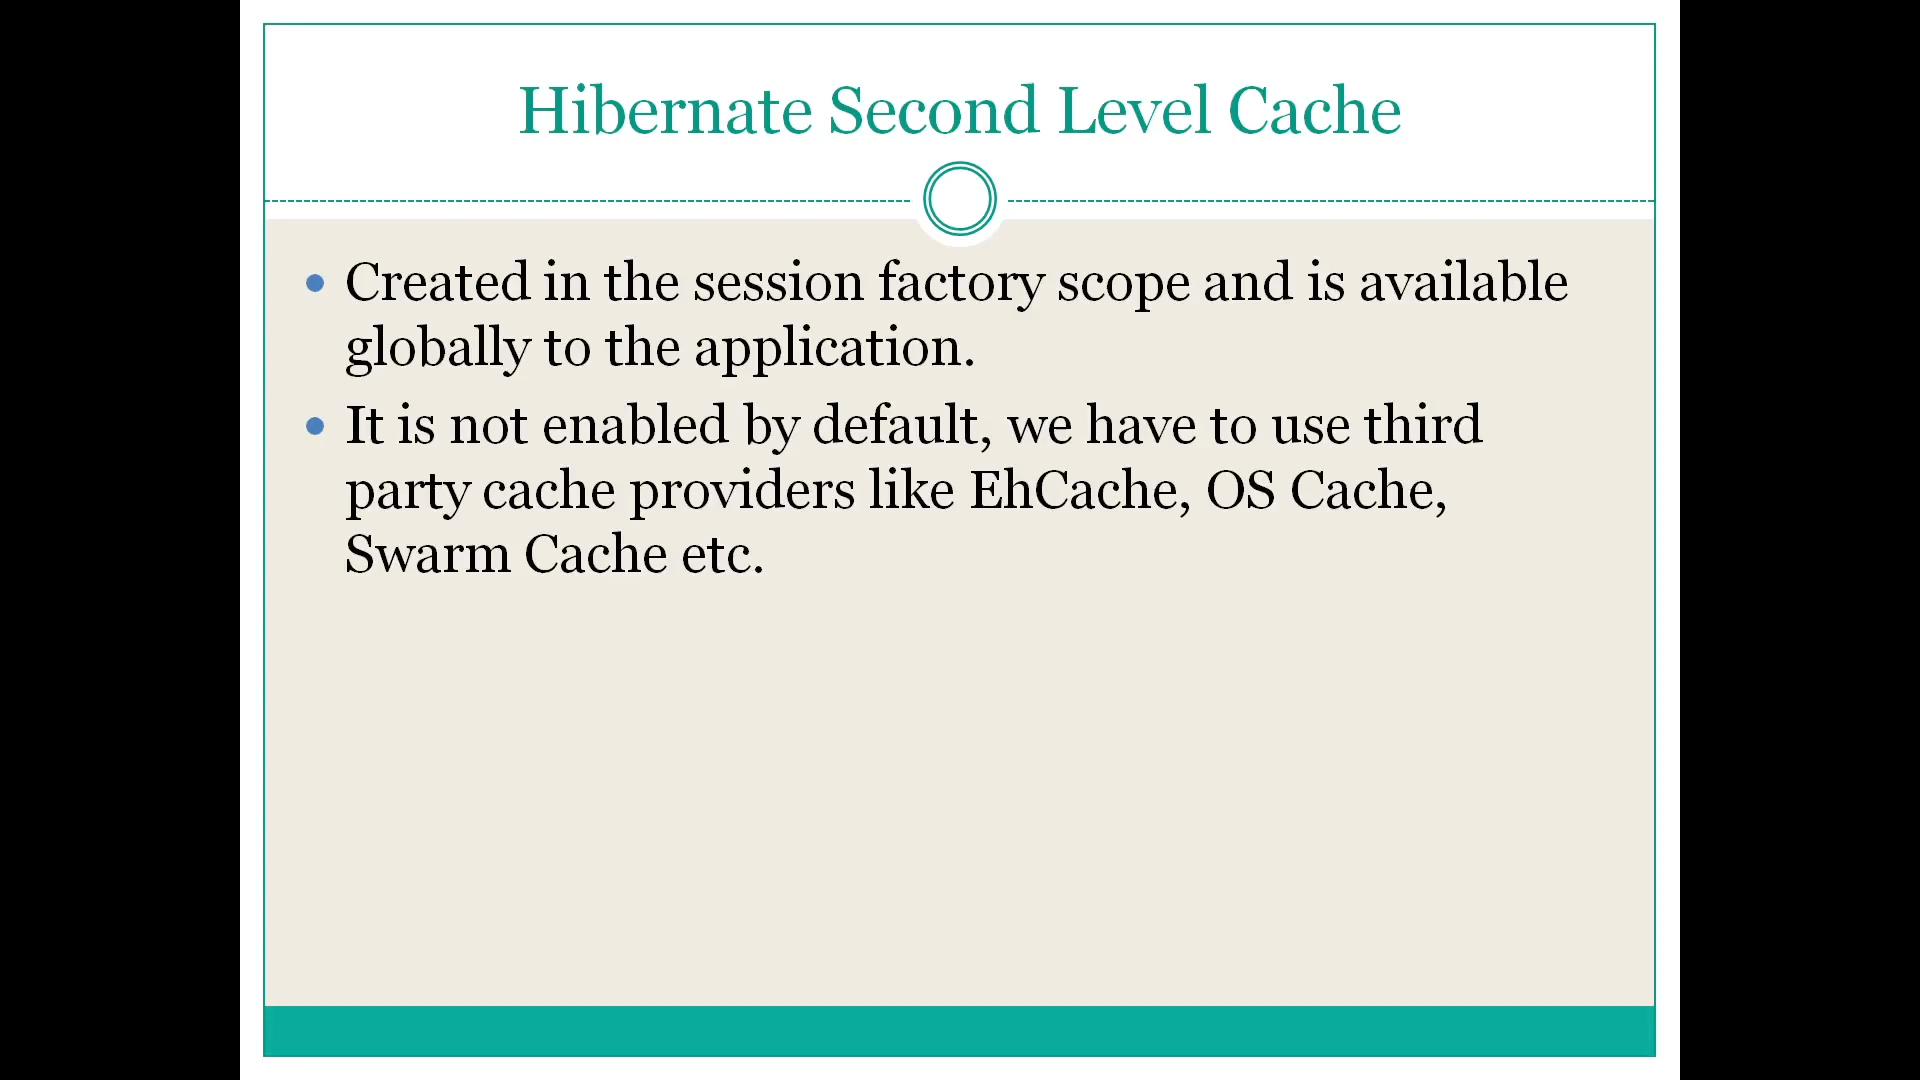 Hibernate Second Level Cache
Created in the session factory scope and is available
globally to the application.
It is not enabled by default, we have to use third
party cache providers like EhCache, OS Cache,
Swarm Cache etc.